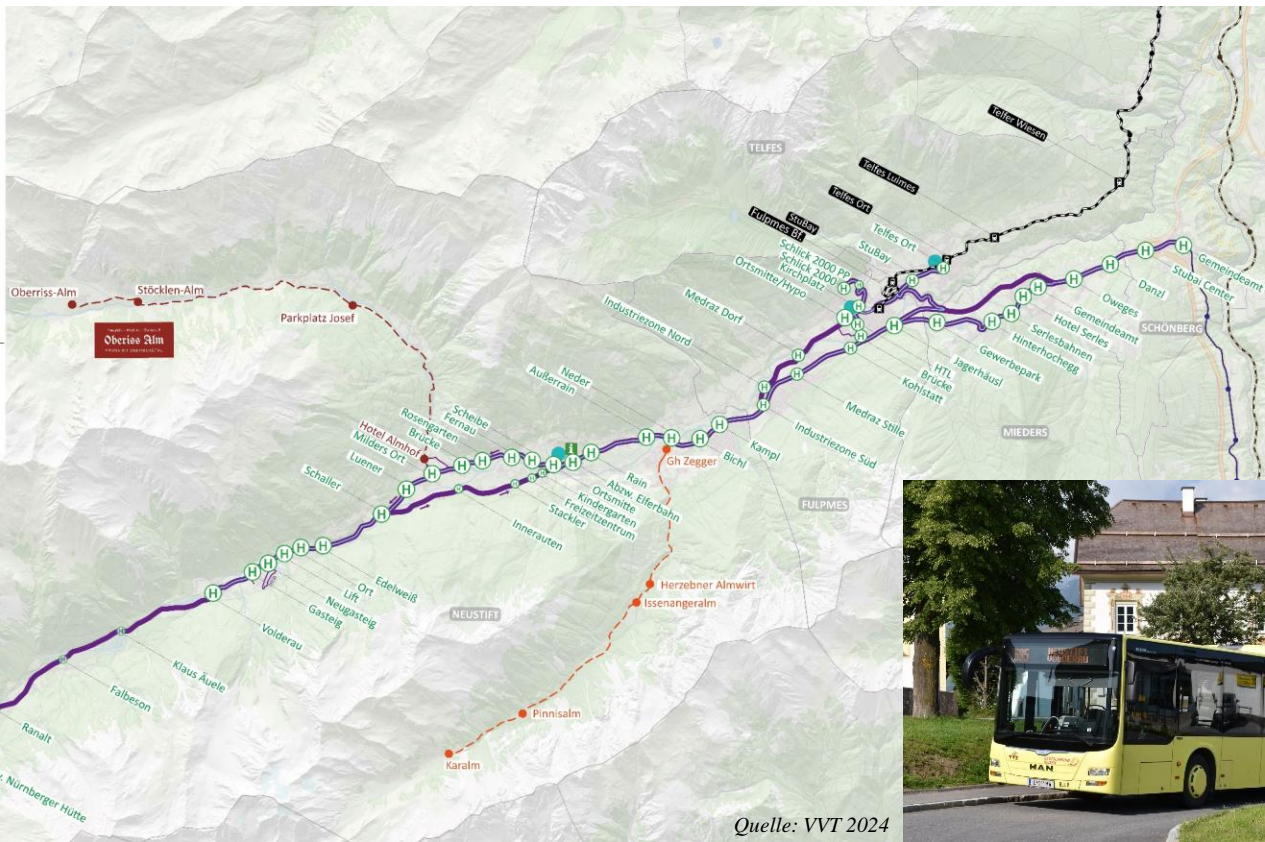 TELFES
Telfer Wiesen
Telfes Luimes
Telfes Ort
StuBay
Fulpmes Bf.
Telfes Ort
StuBay
Schlick 2000 PP
Schlick 2000
Kirchplatz
Ortsmitte/Hypo
Medraz Dorf
Industriezone Nord
Gemeindeamt
Stubai Center
Danzl
Oweges
Gemeindeamt
Hotel Serles
Serlesbahnen
Hinterhochegg
Gewerbepark
Jagerhäusl
HTL
Brücke
Kohlstatt
SCHÖNBERG
MIEDERS
Medraz Stille
Industriezone Süd
Kampl
Bichl
FULPMES
Oberriss-Alm
Stöcklen-Alm
Parkplatz Josef
Oberiss Alm
Neder
Außerrain
Scheibe
Fernau
Rosengarten
Brücke
Hotel Almhof
Milders Ort
Luener
Schaller
i
Gh Zegger
Rain
Abzw. Elferbahn
Ortsmitte
Kindergarten
Freizeitzentrum
Stackler
Innerauten
Herzebner Almwirt
Issenangeralm
Pinnisalm
Karalm
NEUSTIFT
Edelweiß
Ort
Lift
Neugasteig
Gasteig
Volderau
Klaus Äuele
Falbeson
Ranalt
. Nürnberger Hütte
MAN
Quelle: VVT 2024